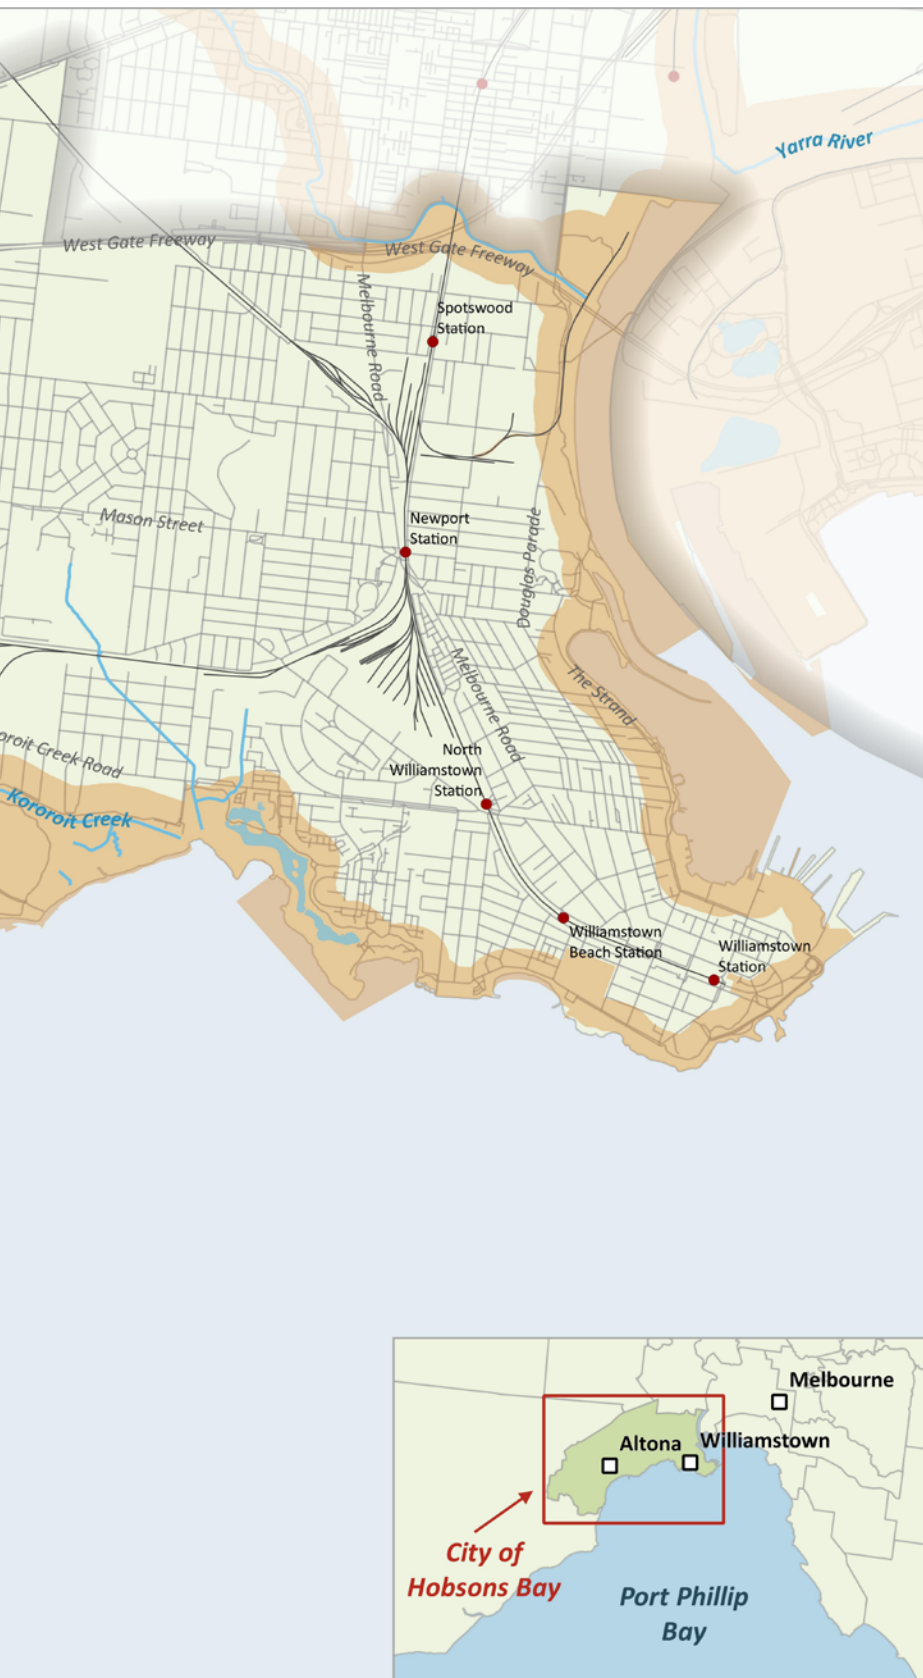 Yarra River
West Gate Freeway
West Gate Freeway
Melbourne Road
Spotswood
Station
Mason Street
Newport
Station
Douglas Parade
Melbourne Road
The Strand
oroit Creek Road
North
Williamstown
Station
Kororoit Creek
Williamstown
Beach Station
Williamstown
Station
Melbourne
Altona
Williamstown
City of
Hobsons Bay
Port Phillip
Bay